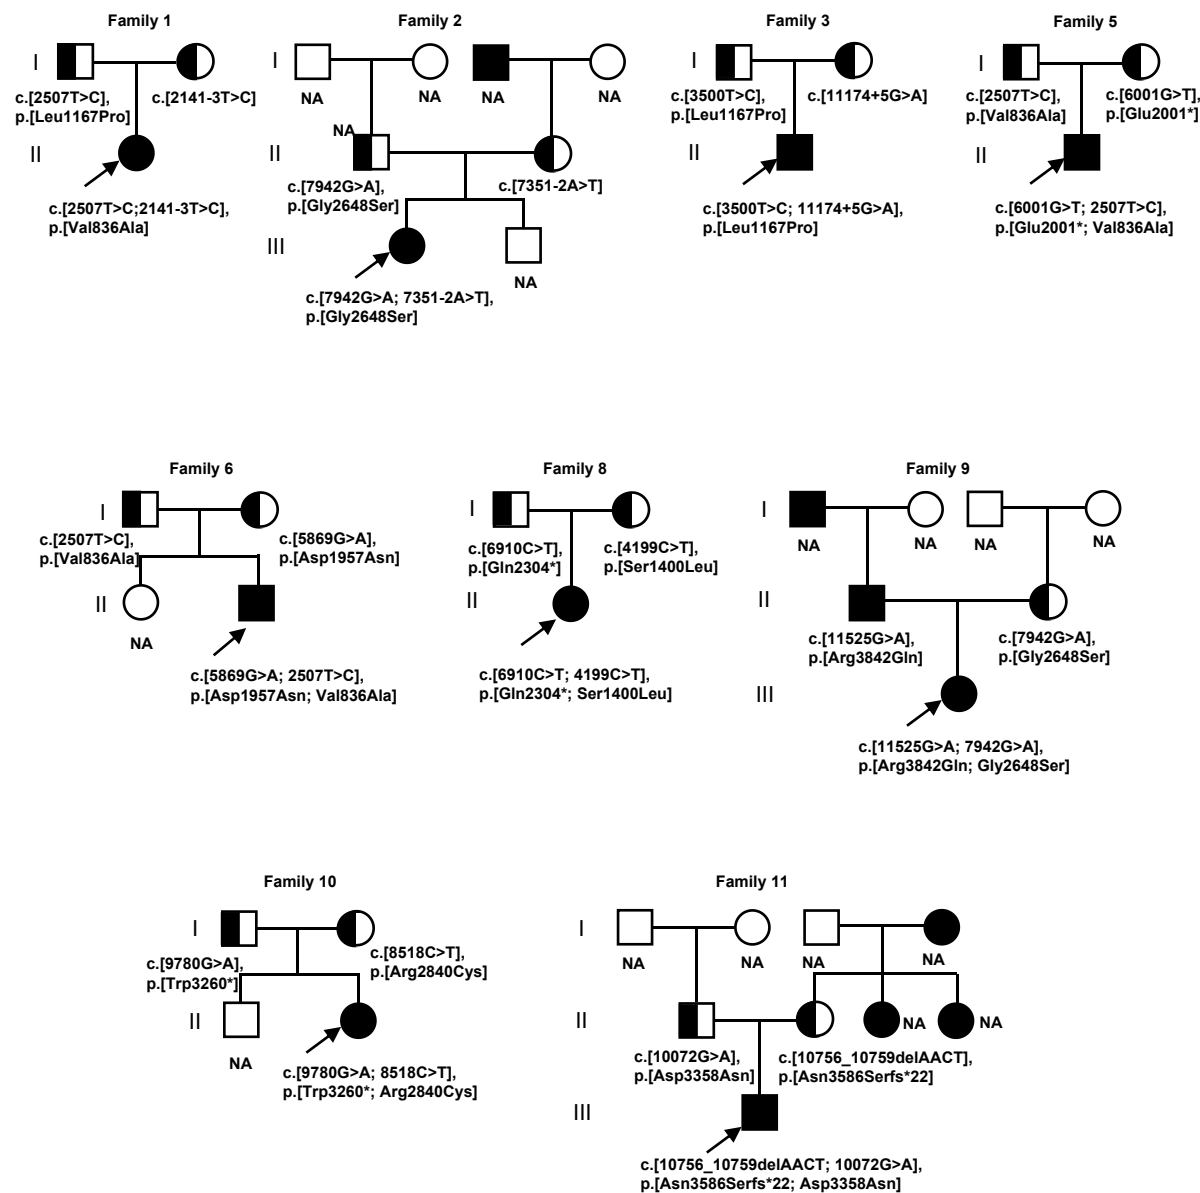 Family 1
I
c.[2507T>C],
p.[Leu1167Pro]
c.[2141-3T>C]
II
c.[2507T>C;2141-3T>C],
p.[Val836Ala]
Family 2
I
NA
NA
NA
NA
NA
II
c.[7942G>A],
p.[Gly2648Ser]
c.[7351-2A>T]
III
NA
c.[7942G>A; 7351-2A>T],
p.[Gly2648Ser]
Family 3
I
c.[3500T>C],
p.[Leu1167Pro]
c.[11174+5G>A]
II
c.[3500T>C; 11174+5G>A],
p.[Leu1167Pro]
Family 5
I
c.[2507T>C],
p.[Val836Ala]
c.[6001G>T],
p.[Glu2001*]
II
c.[6001G>T; 2507T>C],
p.[Glu2001*; Val836Ala]
Family 6
I
c.[2507T>C],
p.[Val836Ala]
c.[5869G>A],
p.[Asp1957Asn]
II
NA
c.[5869G>A; 2507T>C],
p.[Asp1957Asn; Val836Ala]
Family 8
I
c.[6910C>T],
p.[Gln2304*]
c.[4199C>T],
p.[Ser1400Leu]
II
c.[6910C>T; 4199C>T],
p.[Gln2304*; Ser1400Leu]
Family 9
I
NA
NA
NA
NA
II
c.[11525G>A],
p.[Arg3842Gln]
c.[7942G>A],
p.[Gly2648Ser]
III
c.[11525G>A; 7942G>A],
p.[Arg3842Gln; Gly2648Ser]
Family 10
I
c.[9780G>A],
p.[Trp3260*]
c.[8518C>T],
p.[Arg2840Cys]
II
NA
c.[9780G>A; 8518C>T],
p.[Trp3260*; Arg2840Cys]
Family 11
I
NA
NA
NA
NA
II
NA
NA
c.[10072G>A],
p.[Asp3358Asn]
c.[10756_10759delAACT],
p.[Asn3586Serfs*22]
III
c.[10756_10759delAACT; 10072G>A],
p.[Asn3586Serfs*22; Asp3358Asn]